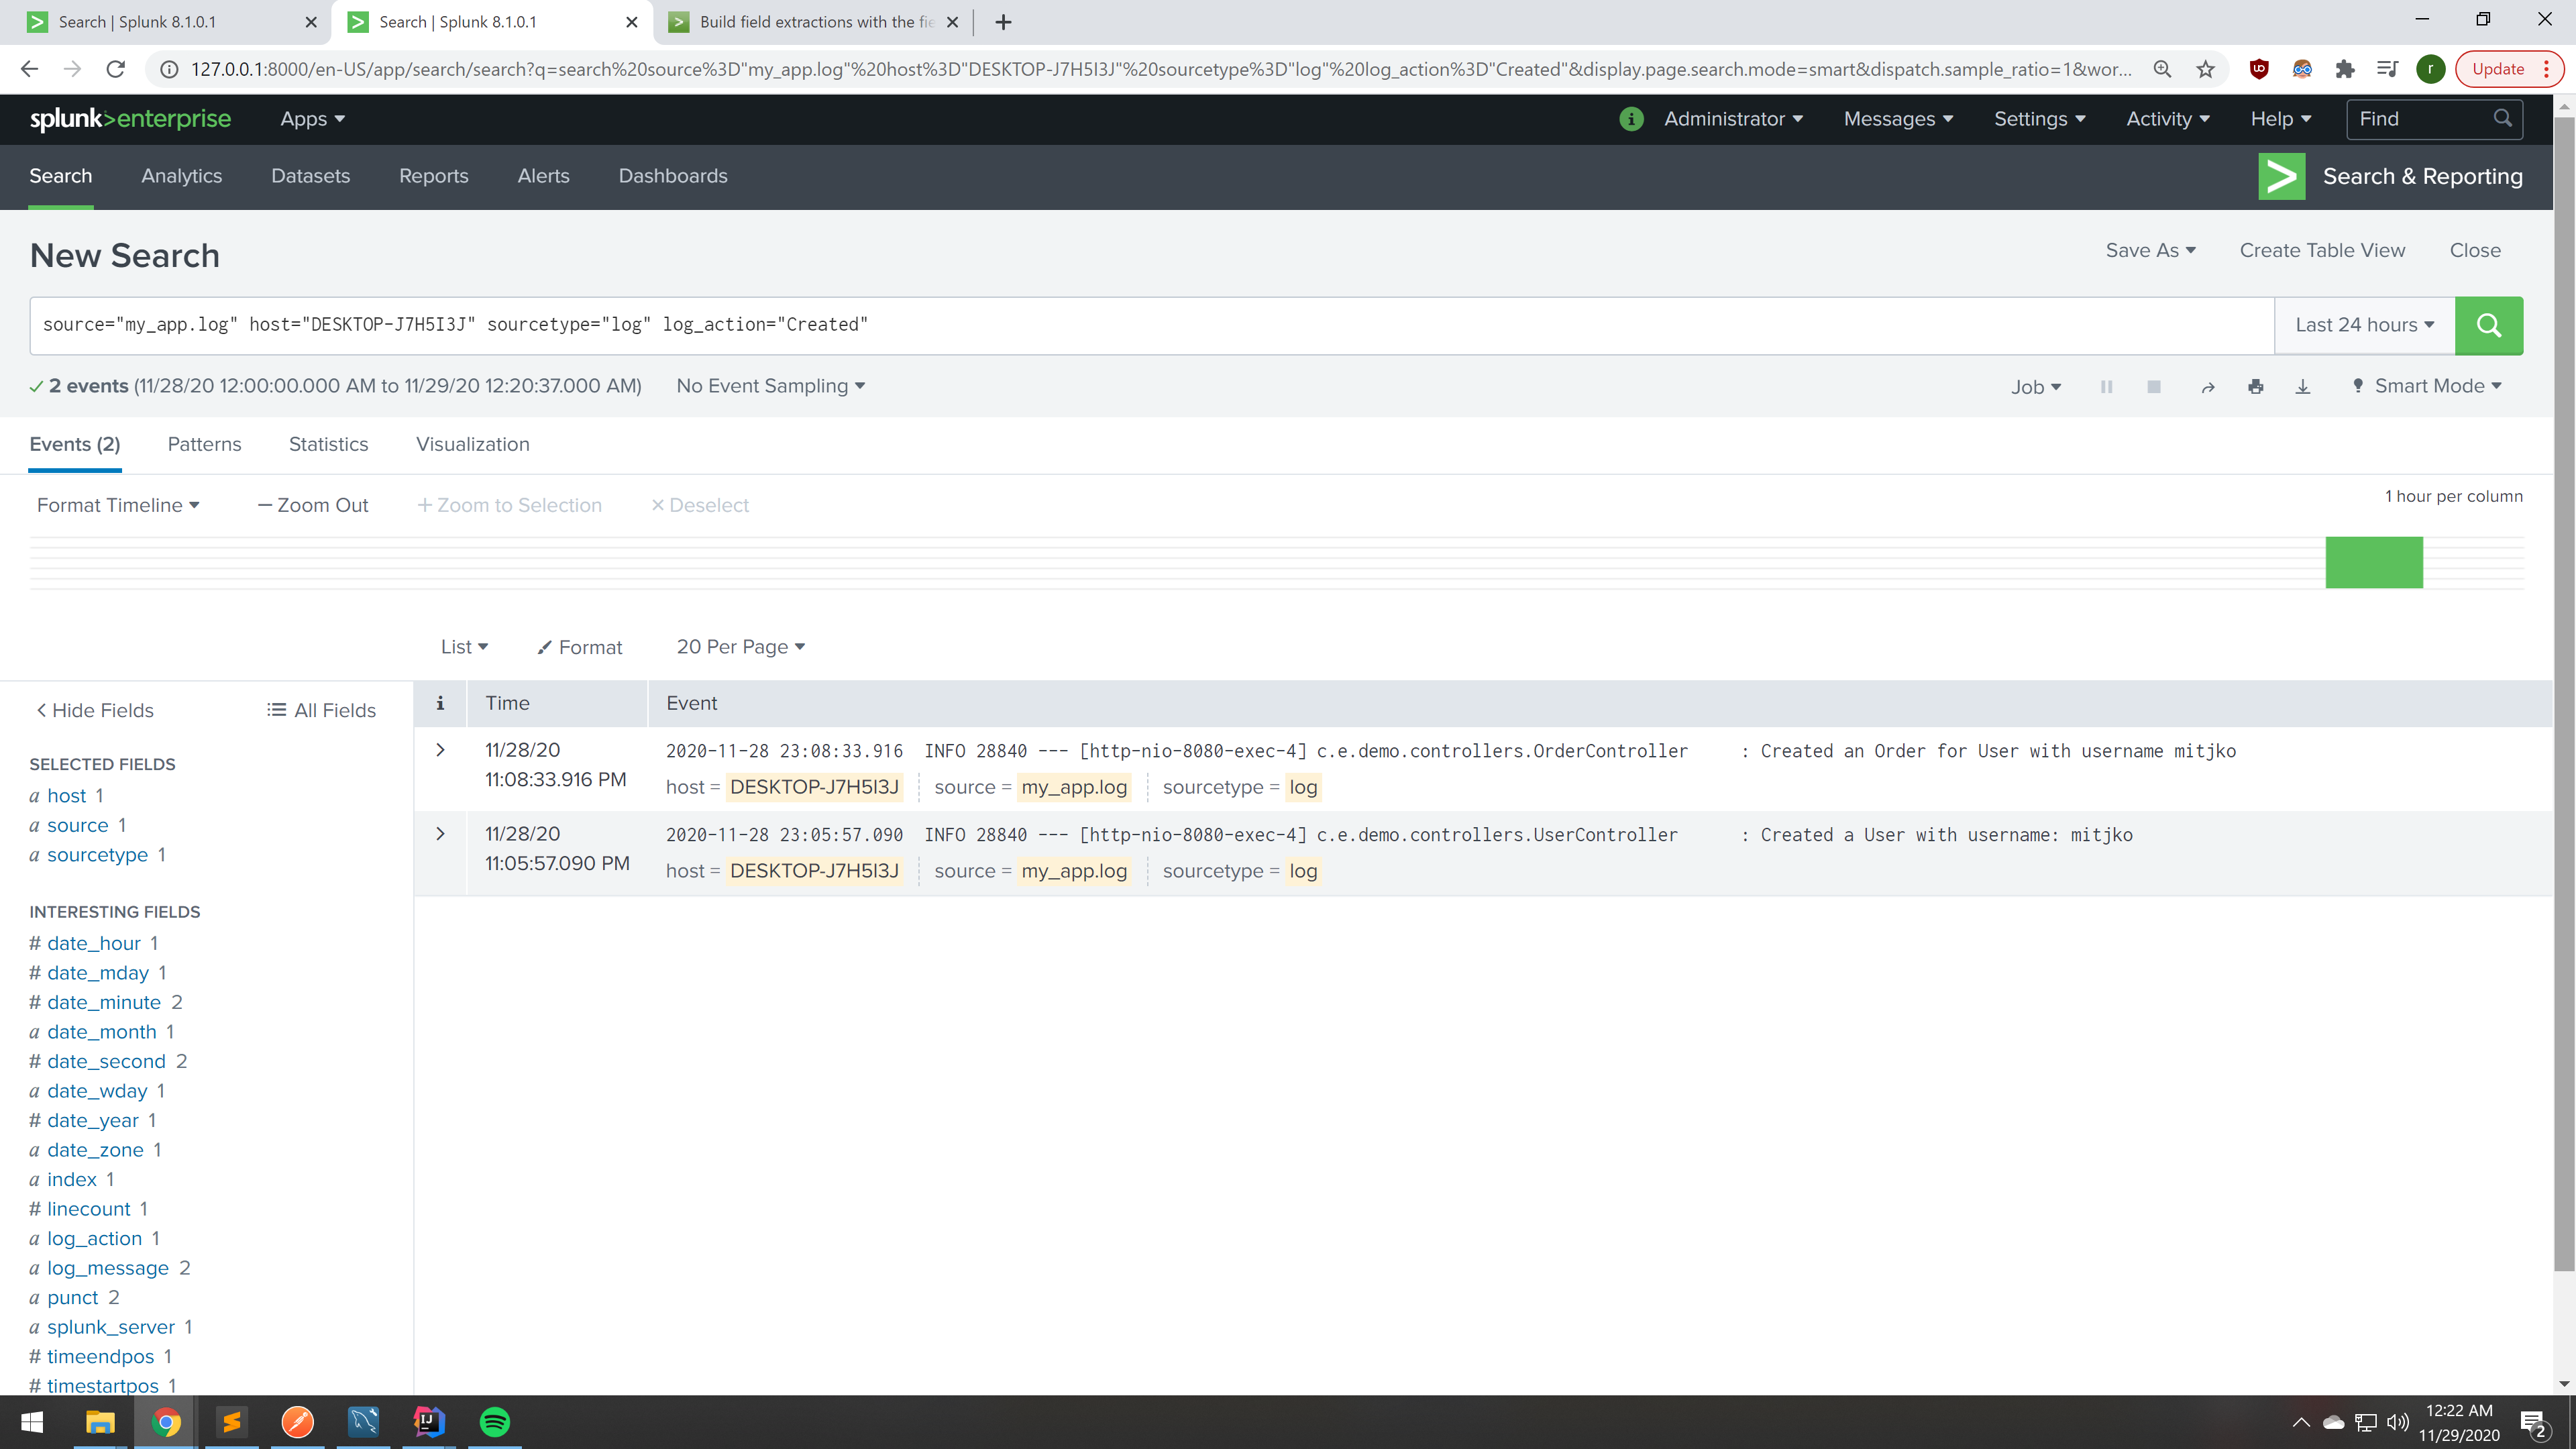 Search | Splunk 8.1.0.1
Search | Splunk 8.1.0.1
Build field extractions with the fie
127.0.0.1:8000/en-US/app/search/search?q=search%20source%3D"my_app.log"%20host%3D"DESKTOP-J7H5I3J"%20sourcetype%3D"log"%20log_action%3D"Created"&display.page.search.mode=smart&dispatch.sample_ratio=1&wor...
r
Update
splunk>enterprise
Apps
i
Administrator
Messages
Settings
Activity
Help
Find
Search
Analytics
Datasets
Reports
Alerts
Dashboards
Search & Reporting
New Search
Save As
Create Table View
Close
source="my_app.log" host="DESKTOP-J7H5I3J" sourcetype="log" log_action="Created"
Last 24 hours
2 events (11/28/20 12:00:00.000 AM to 11/29/20 12:20:37.000 AM)
No Event Sampling
Job
Smart Mode
Events (2)
Patterns
Statistics
Visualization
Format Timeline
— Zoom Out
+ Zoom to Selection
× Deselect
1 hour per column
List
Format
20 Per Page
< Hide Fields
All Fields
i
Time
Event
11/28/20
11:08:33.916 PM
2020-11-28 23:08:33.916  INFO 28840 --- [http-nio-8080-exec-4] c.e.demo.controllers.OrderController      : Created an Order for User with username mitjko
host = DESKTOP-J7H5I3J source = my_app.log sourcetype = log
11/28/20
11:05:57.090 PM
2020-11-28 23:05:57.090  INFO 28840 --- [http-nio-8080-exec-4] c.e.demo.controllers.UserController       : Created a User with username: mitjko
host = DESKTOP-J7H5I3J source = my_app.log sourcetype = log
SELECTED FIELDS
a host 1
a source 1
a sourcetype 1
INTERESTING FIELDS
# date_hour 1
# date_mday 1
# date_minute 2
a date_month 1
# date_second 2
a date_wday 1
# date_year 1
a date_zone 1
a index 1
# linecount 1
a log_action 1
a log_message 2
a punct 2
a splunk_server 1
# timeendpos 1
# timestartpos 1
12:22 AM
11/29/2020
2